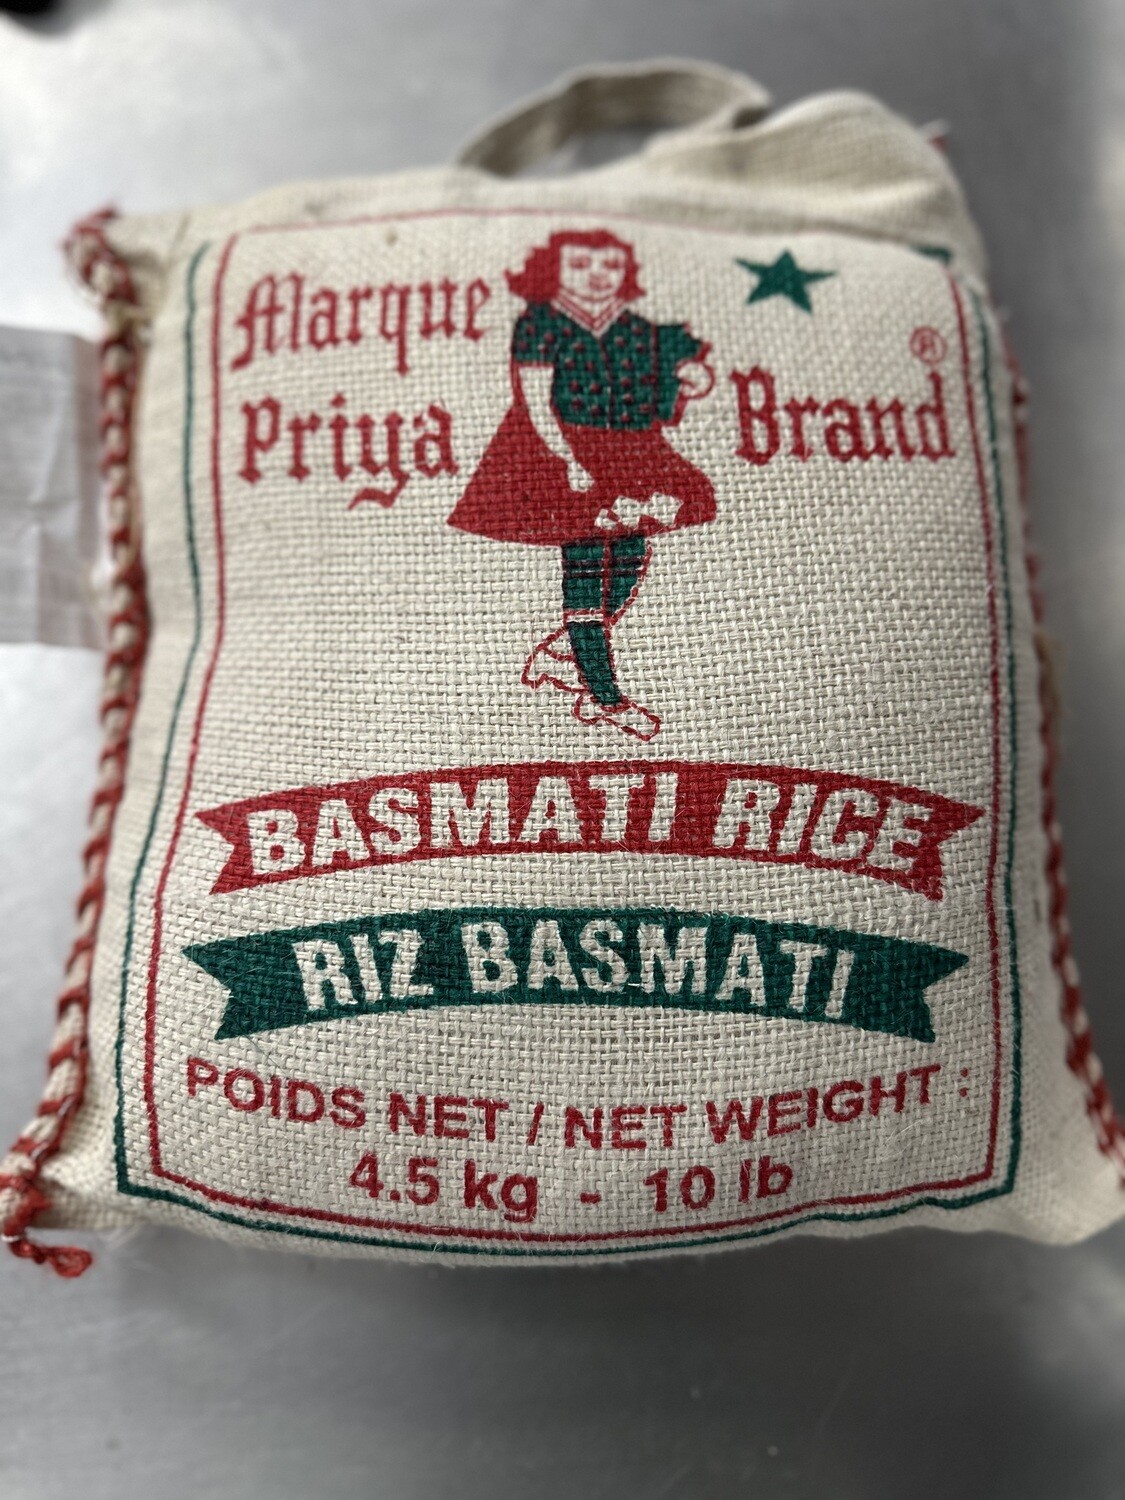 Marque
Priya
Brand®
BASMATI RICE
RIZ BASMATI
POIDS NET / NET WEIGHT :
4.5 kg - 10 lb